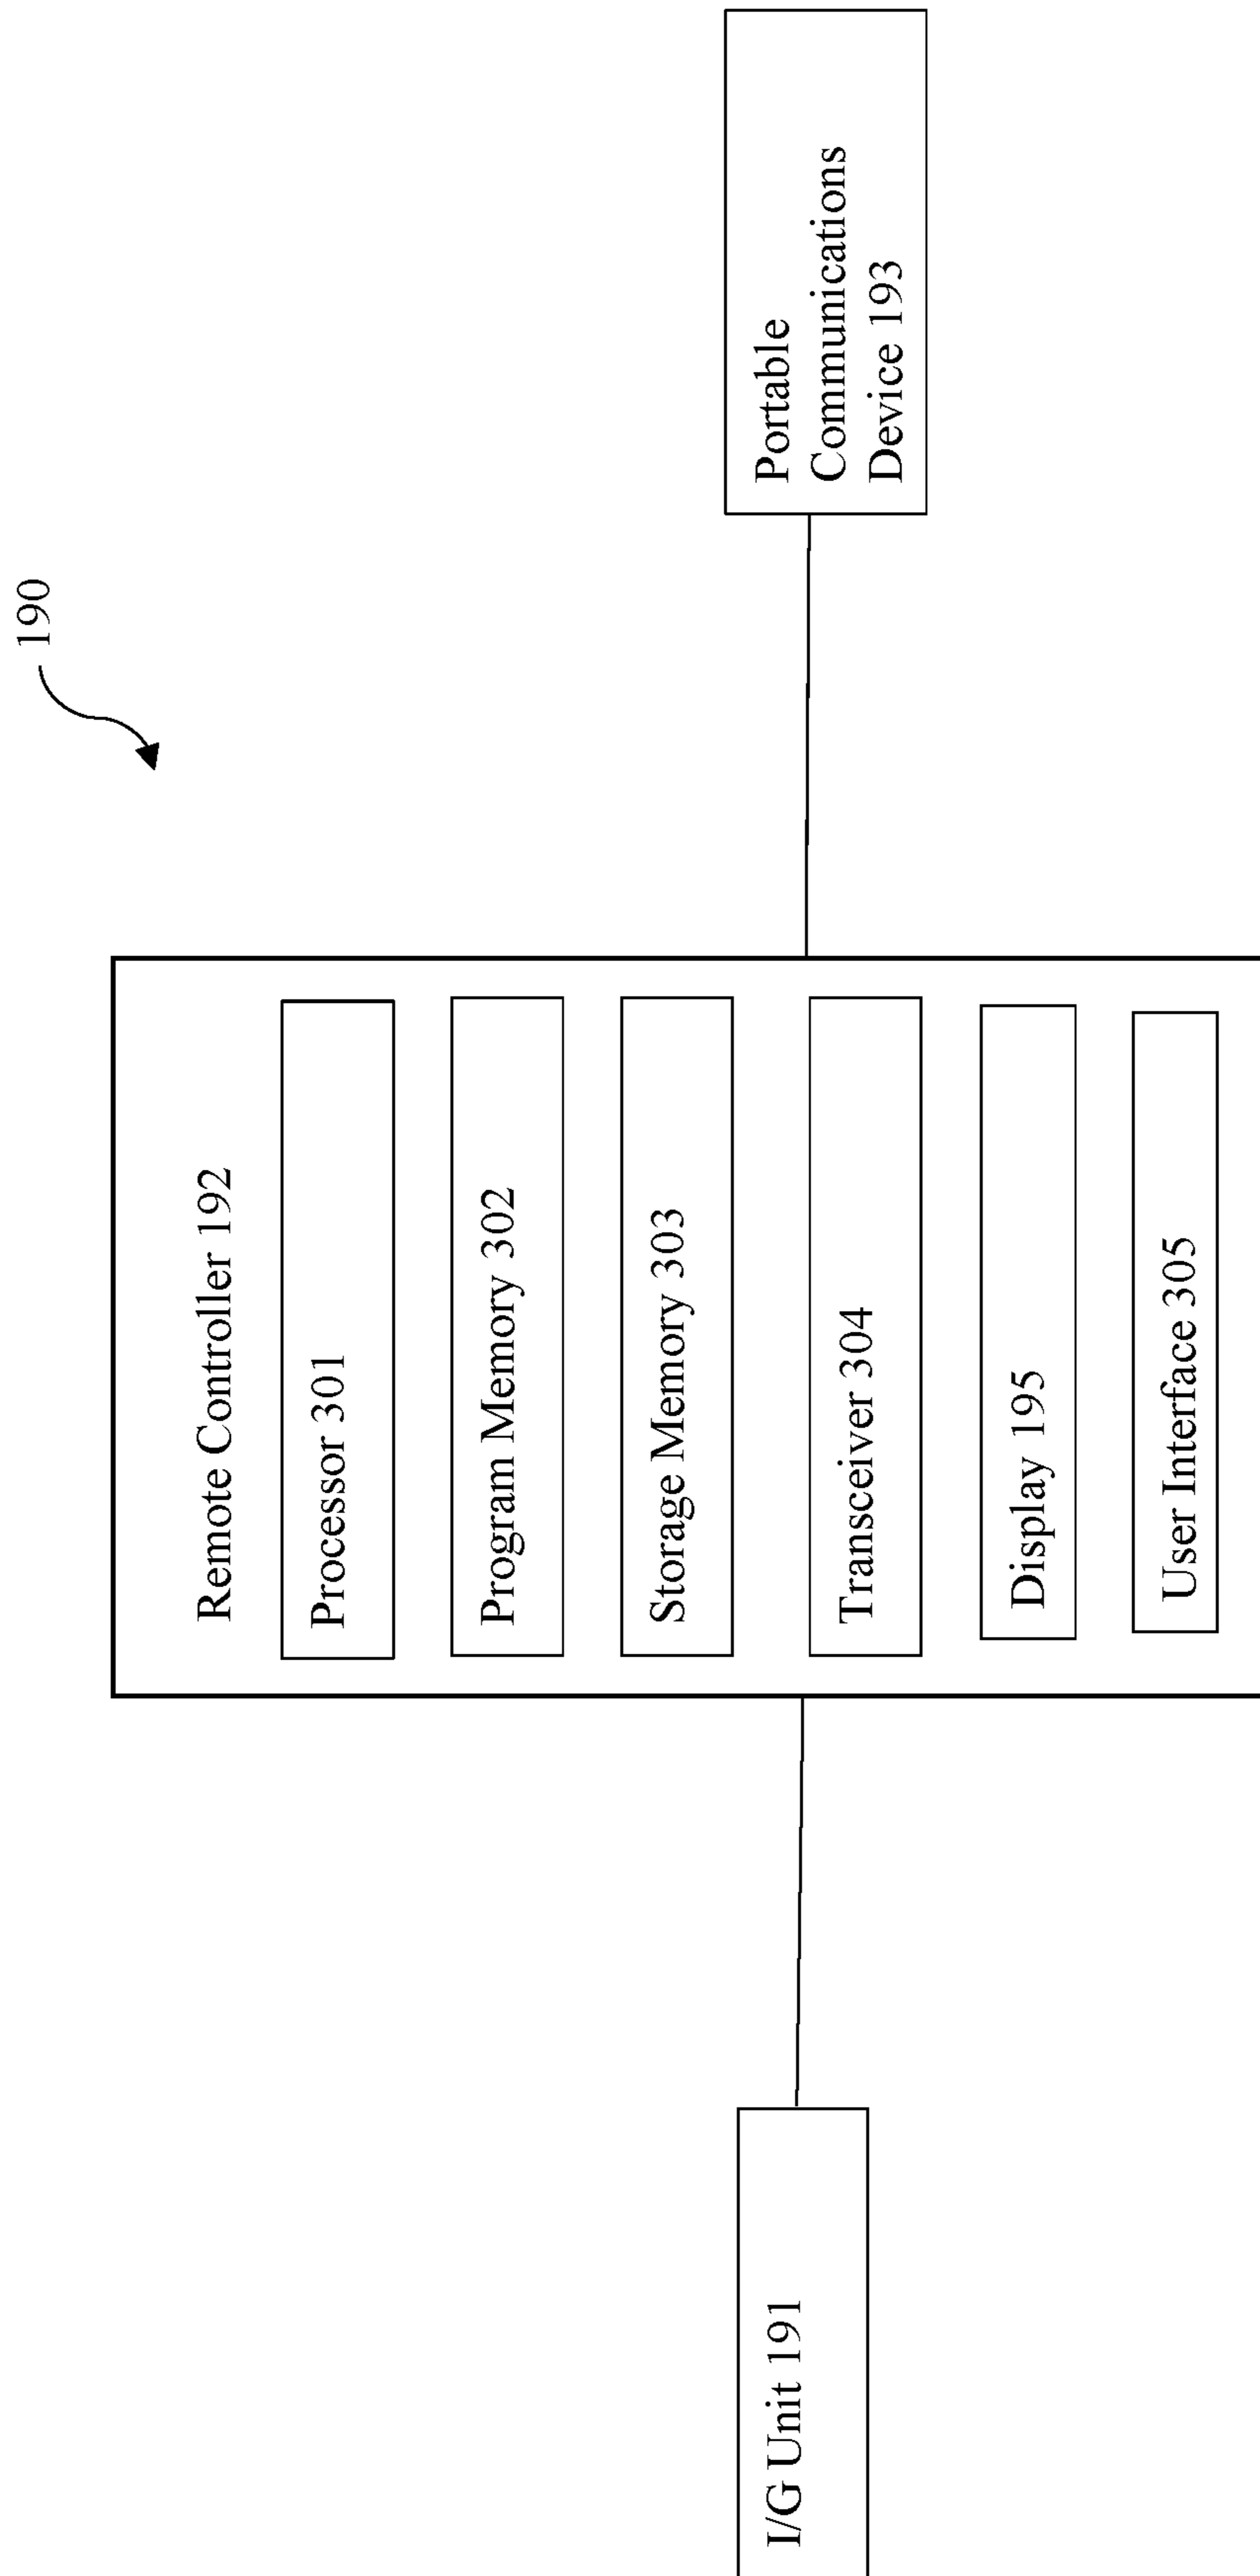 190
Remote Controller 192
Processor 301
Program Memory 302
Storage Memory 303
Transceiver 304
Display 195
User Interface 305
I/G Unit 191
Portable
Communications
Device 193